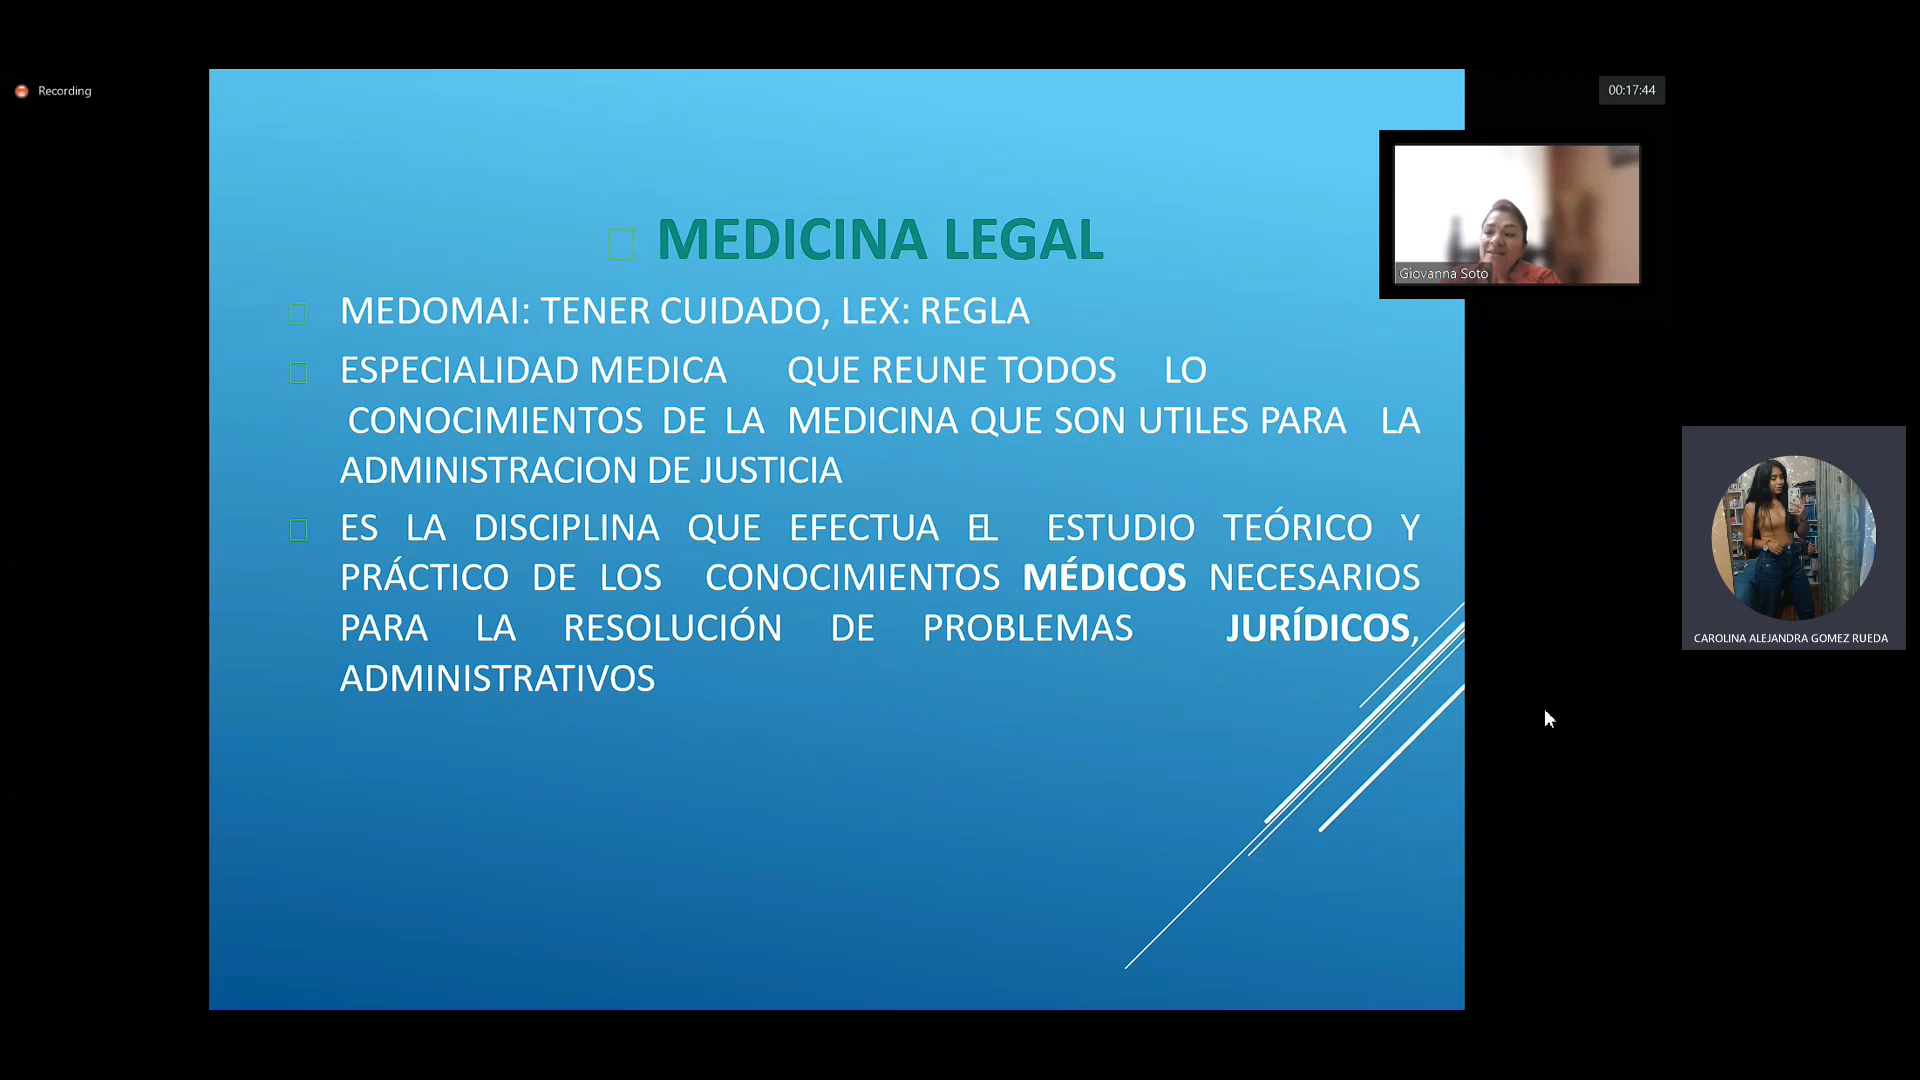 Recording
00:17:44
MEDICINA LEGAL
MEDOMAI: TENER CUIDADO, LEX: REGLA
ESPECIALIDAD MEDICA QUE REUNE TODOS LO
CONOCIMIENTOS DE LA MEDICINA QUE SON UTILES PARA LA
ADMINISTRACION DE JUSTICIA
ES LA DISCIPLINA QUE EFECTUA EL ESTUDIO TEÓRICO Y
PRÁCTICO DE LOS CONOCIMIENTOS MÉDICOS NECESARIOS
PARA LA RESOLUCIÓN DE PROBLEMAS JURÍDICOS,
ADMINISTRATIVOS
Giovanna Soto
CAROLINA ALEJANDRA GOMEZ RUEDA